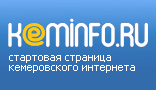 keminfo.ru
стартовая страница
кемеровского интернета